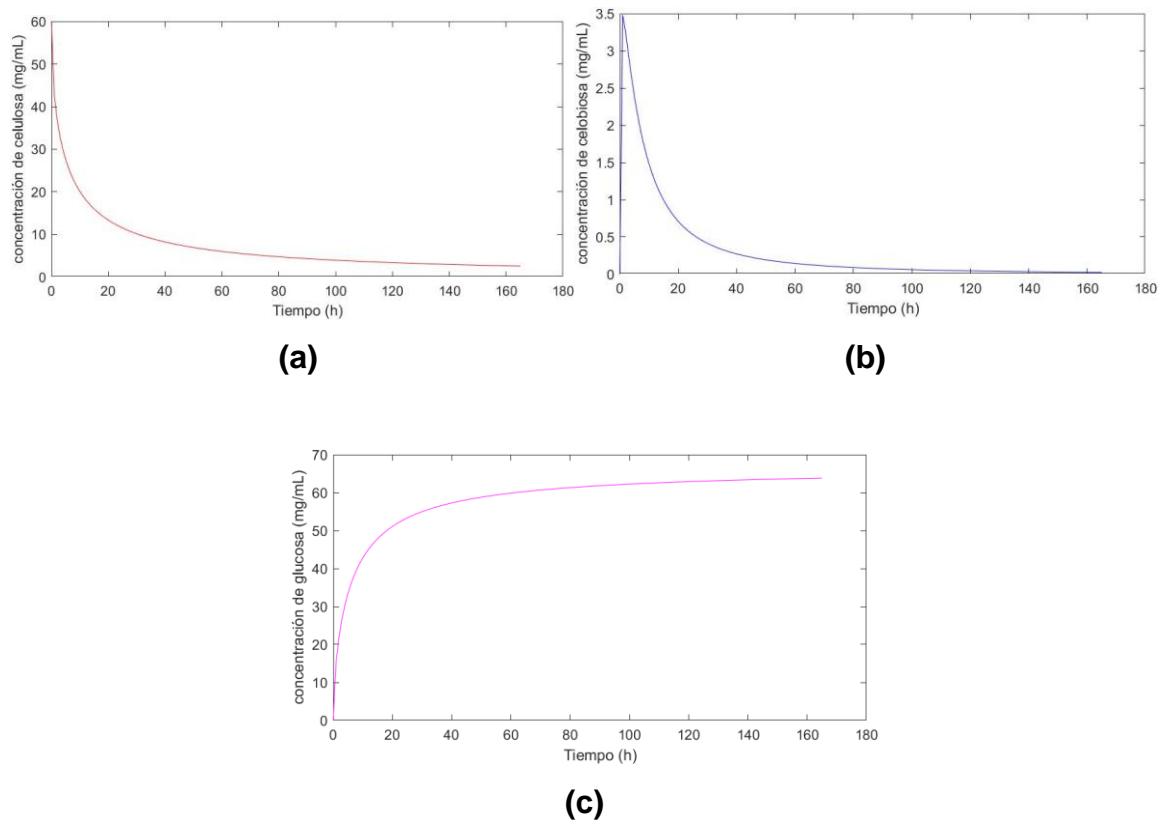 60
50
40
30
20
10
0
concentración de celulosa (mg/mL)
0 20 40 60 80 100 120 140 160 180
Tiempo (h)
(a)
3.5
3
2.5
2
1.5
1
0.5
0
concentración de celobiosa (mg/mL)
0 20 40 60 80 100 120 140 160 180
Tiempo (h)
(b)
70
60
50
40
30
20
10
0
concentración de glucosa (mg/mL)
0 20 40 60 80 100 120 140 160 180
Tiempo (h)
(c)